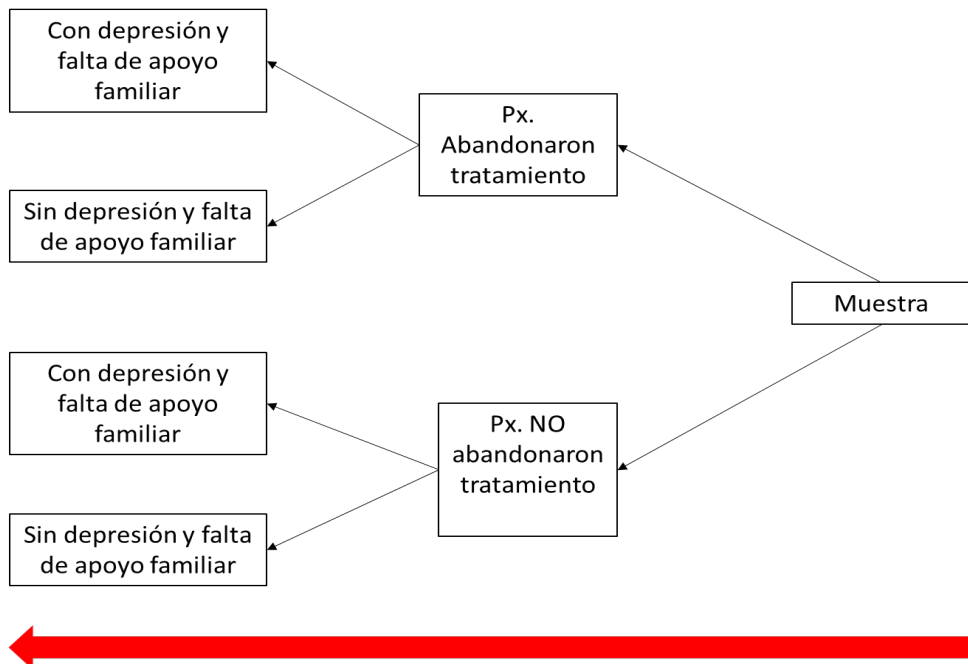 Con depresión y
falta de apoyo
familiar
Px.
Abandonaron
tratamiento
Sin depresión y falta
de apoyo familiar
Muestra
Con depresión y
falta de apoyo
familiar
Px. NO
abandonaron
tratamiento
Sin depresión y falta
de apoyo familiar